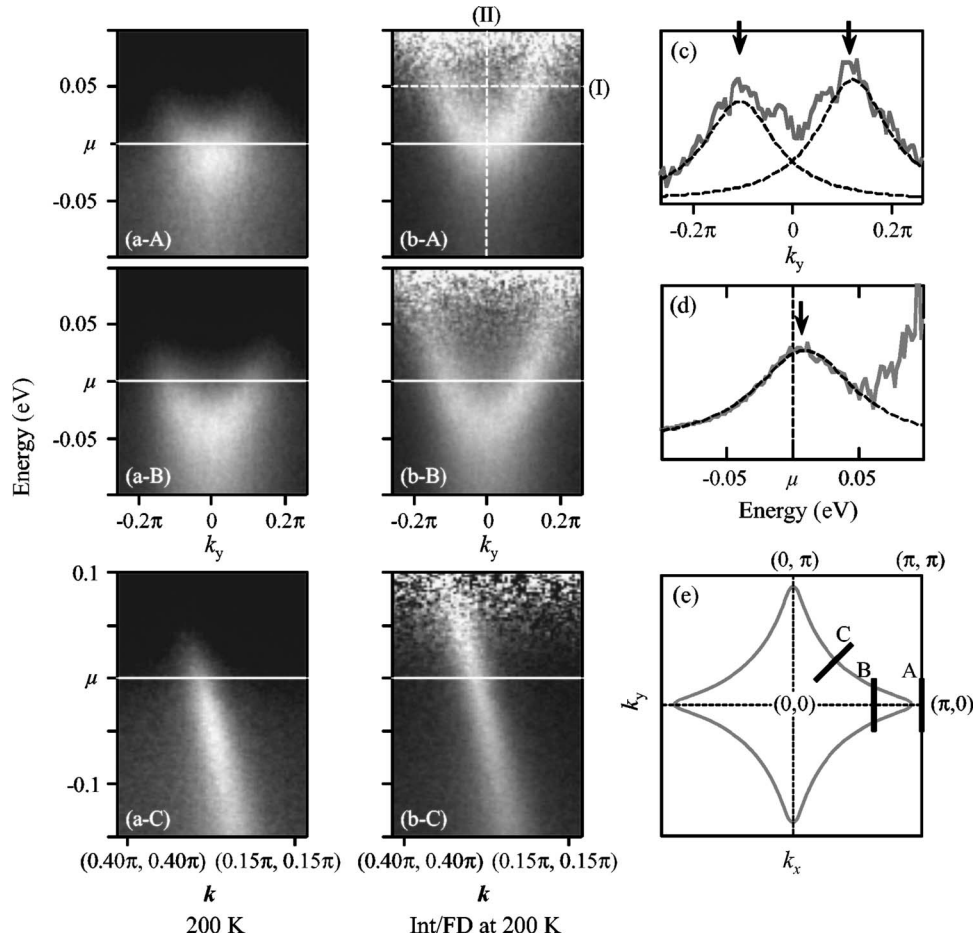 (II)
0.05
μ
-0.05
(a-A)
(b-A)
(I)
(c)
-0.2π 0 0.2π
k_y
0.05
μ
-0.05
(a-B)
(b-B)
Energy (eV)
-0.2π 0 0.2π
k_y
-0.2π 0 0.2π
k_y
(d)
-0.05 μ 0.05
Energy (eV)
0.1
μ
-0.1
(a-C)
(b-C)
(0.40π, 0.40π) (0.15π, 0.15π)
k
200 K
(0.40π, 0.40π) (0.15π, 0.15π)
k
Int/FD at 200 K
(0, π) (π, π)
(e)
C
B A
k_y
(0,0)
(π,0)
k_x